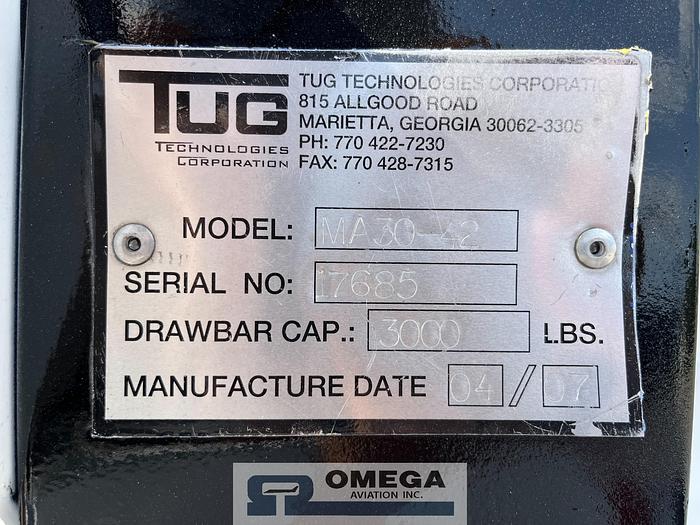 TUG
TECHNOLOGIES
CORPORATION
TUG TECHNOLOGIES CORPORATIO
815 ALLGOOD ROAD
MARIETTA, GEORGIA 30062-3305
PH: 770 422-7230
FAX: 770 428-7315
MODEL: MA30-42
SERIAL NO: 17685
DRAWBAR CAP.: 3000 LBS.
MANUFACTURE DATE 04/07
OMEGA
AVIATION INC.